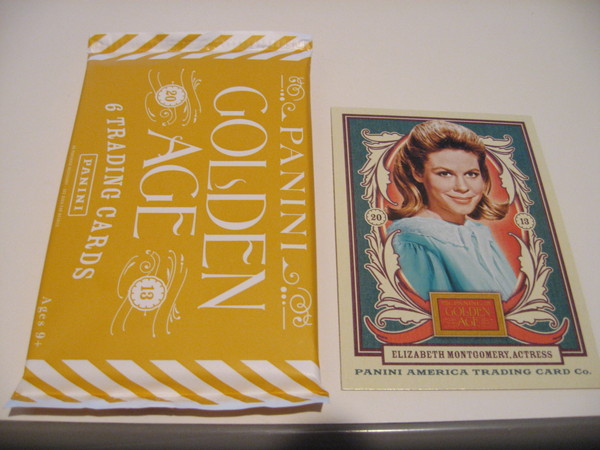 PANINI
GOLDEN
20 AGE 13
6 TRADING CARDS
PANINI
Ages 9+
20 13
GOLDEN
AGE
ELIZABETH MONTGOMERY, ACTRESS
PANINI AMERICA TRADING CARD Co.